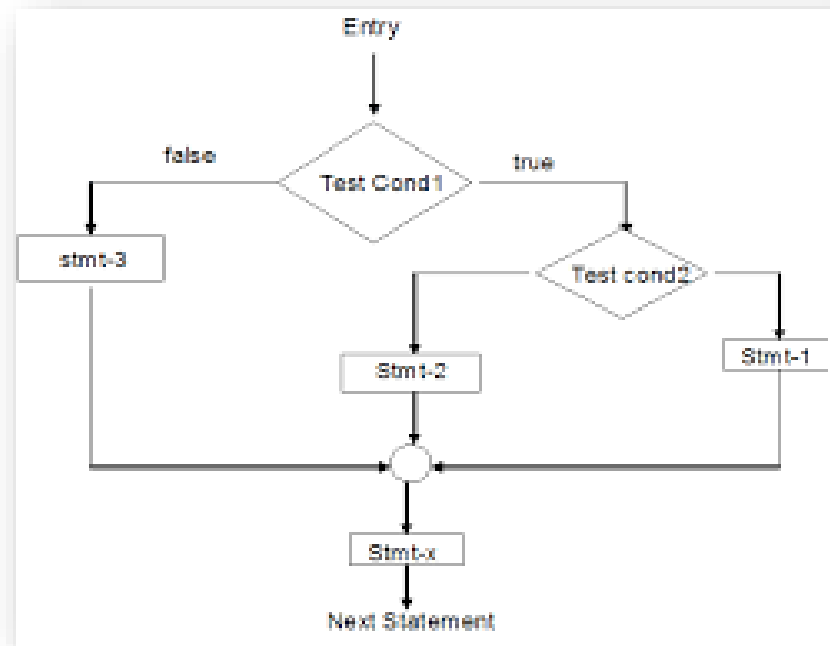 Entry
false
true
Test Cond1
stmt-3
Test cond2
Stmt-1
Stmt-2
Stmt-x
Next Statement